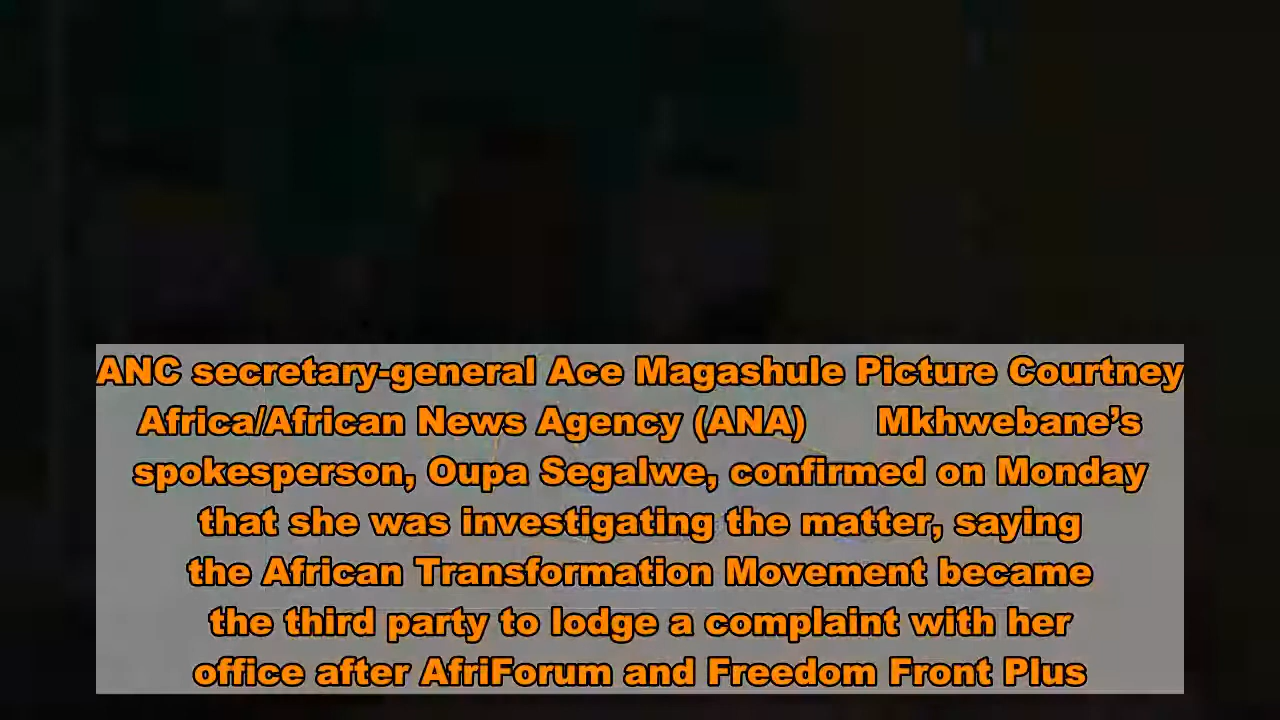 ANC secretary-general Ace Magashule Picture Courtney
Africa/African News Agency (ANA) Mkhwebane’s
spokesperson, Oupa Segalwe, confirmed on Monday
that she was investigating the matter, saying
the African Transformation Movement became
the third party to lodge a complaint with her
office after AfriForum and Freedom Front Plus